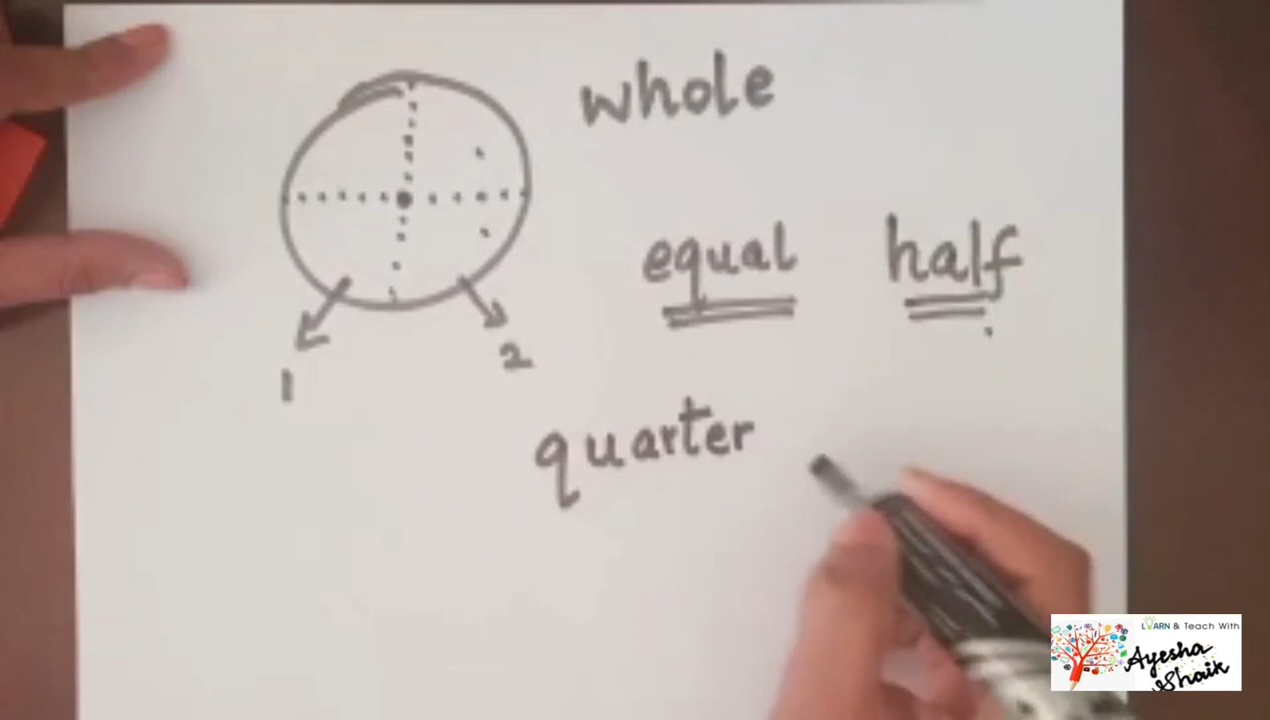 whole
equal half
1 2
quarter
LEARN & Teach With
Ayesha
Shaik